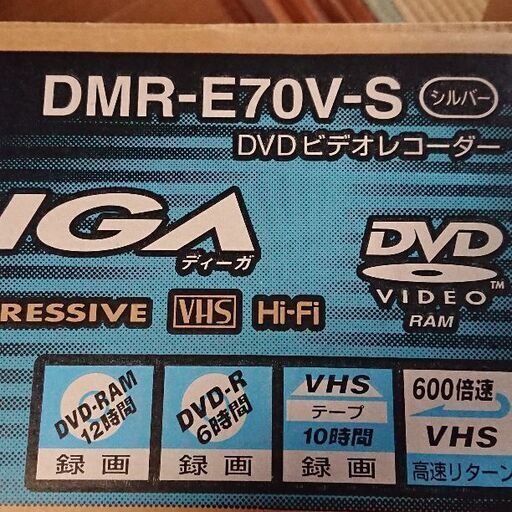 DMR-E70V-S シルバー
DVDビデオレコーダー
IGA
ディーガ
DVD
VIDEO™
RAM
RESSIVE VHS Hi-Fi
DVD-RAM
12時間
録画
DVD-R
6時間
録画
VHS
テープ
10時間
録画
600倍速
VHS
高速リターン